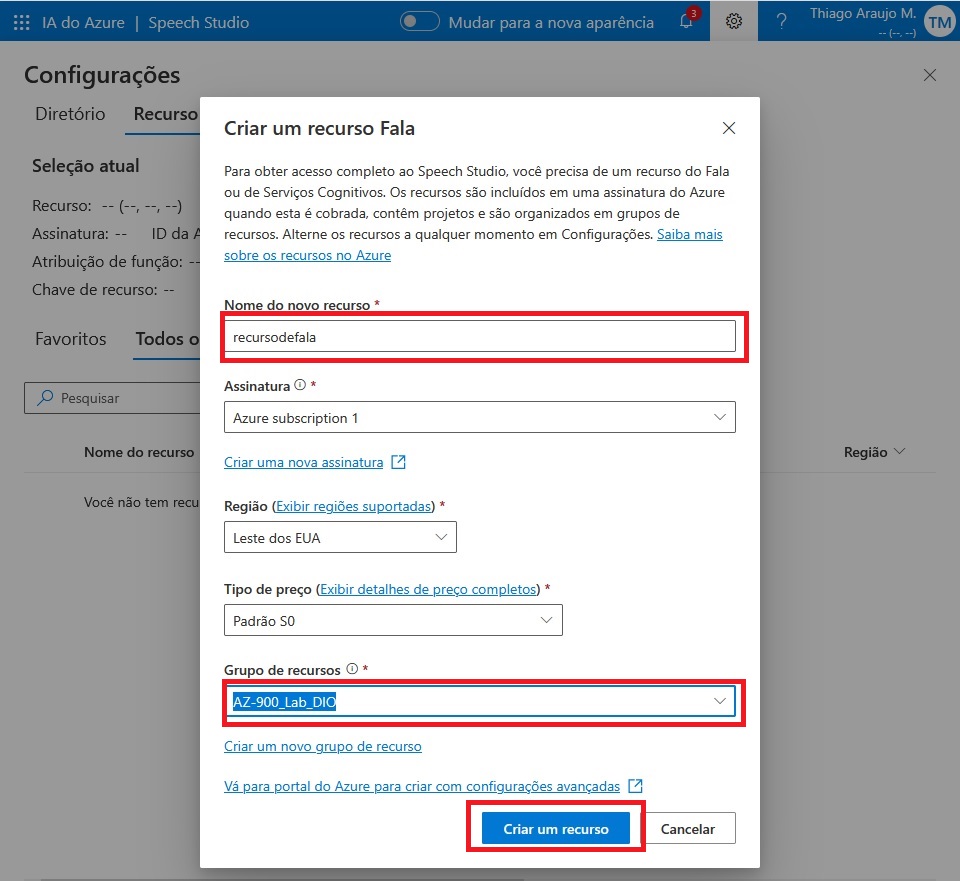 IA do Azure | Speech Studio
Mudar para a nova aparência
3
?
Thiago Araujo M.
-- (--, --)
TM
Configurações
Diretório
Recurso
Seleção atual
Recurso: -- (--, --, --)
Assinatura: -- ID da A
Atribuição de função: --
Chave de recurso: --
Favoritos
Todos o
Pesquisar
Nome do recurso
Região
Você não tem recu
Criar um recurso Fala
Para obter acesso completo ao Speech Studio, você precisa de um recurso do Fala
ou de Serviços Cognitivos. Os recursos são incluídos em uma assinatura do Azure
quando esta é cobrada, contêm projetos e são organizados em grupos de
recursos. Alterne os recursos a qualquer momento em Configurações. Saiba mais
sobre os recursos no Azure
Nome do novo recurso *
recursodefala
Assinatura *
Azure subscription 1
Criar uma nova assinatura
Região (Exibir regiões suportadas) *
Leste dos EUA
Tipo de preço (Exibir detalhes de preço completos) *
Padrão S0
Grupo de recursos *
AZ-900_Lab_DIO
Criar um novo grupo de recurso
Vá para portal do Azure para criar com configurações avançadas
Criar um recurso
Cancelar